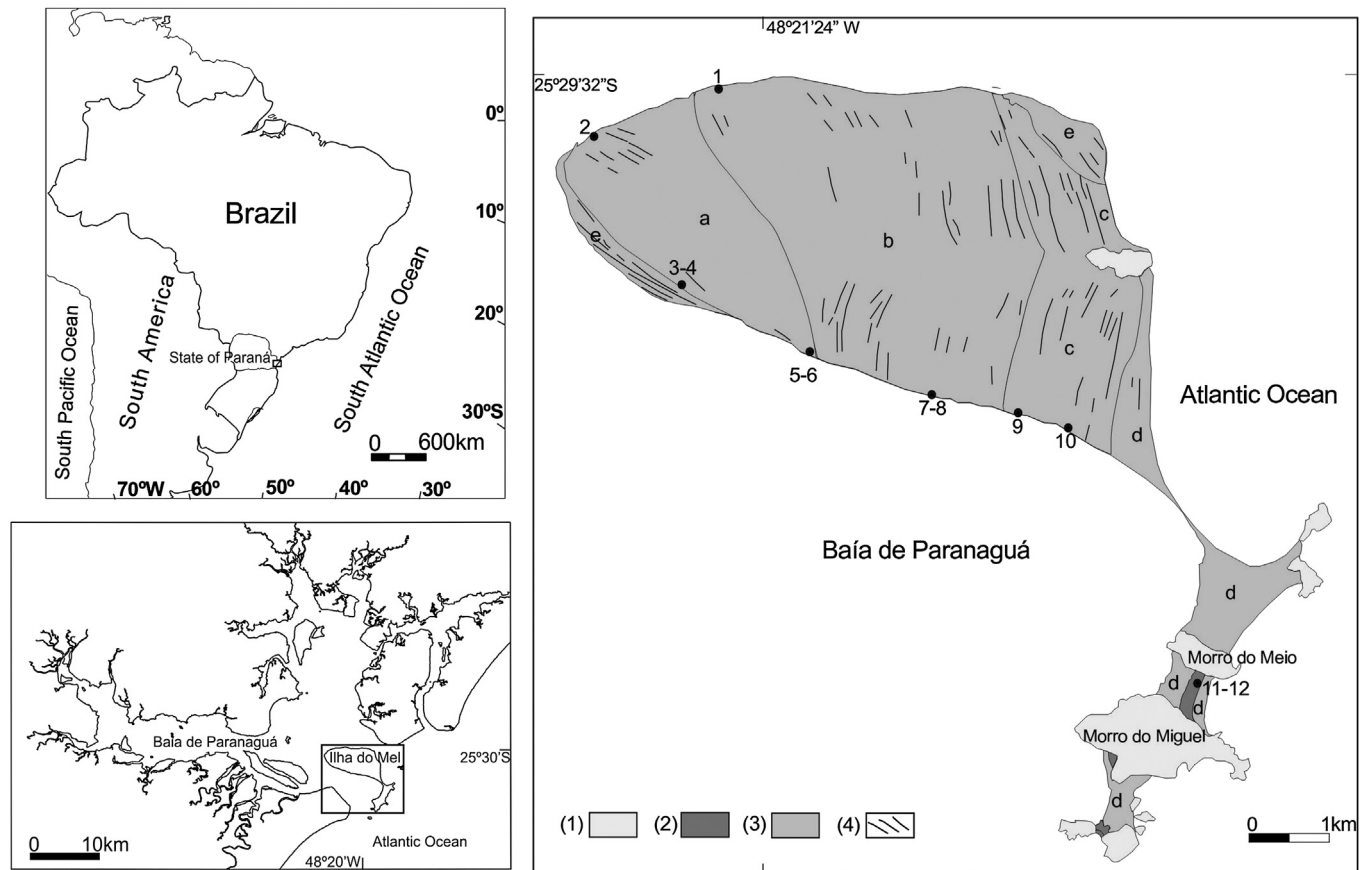 0º
Brazil
10º
South Pacific Ocean
South America
South Atlantic Ocean
20º
State of Paraná
30ºS
0 600km
70ºW 60º 50º 40º 30º
Baía de Paranaguá
Ilha do Mel
25º30'S
0 10km
Atlantic Ocean
48º20'W
48º21'24" W
25º29'32"S
1
2
e
a
b
c
e
3-4
c
5-6
7-8
9
10
d
Atlantic Ocean
Baía de Paranaguá
d
Morro do Meio
d
11-12
d
Morro do Miguel
d
(1) (2) (3) (4)
0 1km